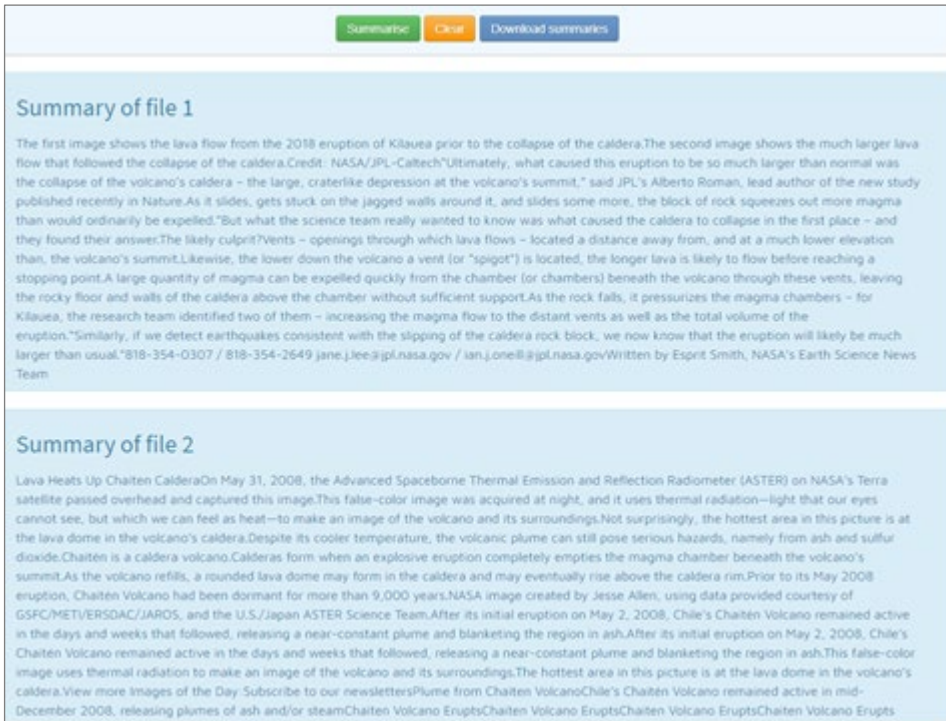 Summarise Clear Download summaries
Summary of file 1
The first image shows the lava flow from the 2018 eruption of Kilauea prior to the collapse of the caldera.The second image shows the much larger lava
flow that followed the collapse of the caldera.Credit: NASA/JPL-Caltech"Ultimately, what caused this eruption to be so much larger than normal was
the collapse of the volcano's caldera – the large, craterlike depression at the volcano's summit," said JPL's Alberto Roman, lead author of the new study
published recently in Nature.As it slides, gets stuck on the jagged walls around it, and slides some more, the block of rock squeezes out more magma
than would ordinarily be expelled."But what the science team really wanted to know was what caused the caldera to collapse in the first place – and
they found their answer.The likely culprit?Vents – openings through which lava flows – located a distance away from, and at a much lower elevation
than, the volcano's summit.Likewise, the lower down the volcano a vent (or "spigot") is located, the longer lava is likely to flow before reaching a
stopping point.A large quantity of magma can be expelled quickly from the chamber (or chambers) beneath the volcano through these vents, leaving
the rocky floor and walls of the caldera above the chamber without sufficient support.As the rock falls, it pressurizes the magma chambers – for
Kilauea, the research team identified two of them – increasing the magma flow to the distant vents as well as the total volume of the
eruption."Similarly, if we detect earthquakes consistent with the slipping of the caldera rock block, we now know that the eruption will likely be much
larger than usual."818-354-0307 / 818-354-2649 jane.j.lee@jpl.nasa.gov / ian.j.oneill@jpl.nasa.govWritten by Esprit Smith, NASA's Earth Science News
Team
Summary of file 2
Lava Heats Up Chaiten CalderaOn May 31, 2008, the Advanced Spaceborne Thermal Emission and Reflection Radiometer (ASTER) on NASA's Terra
satellite passed overhead and captured this image.This false-color image was acquired at night, and it uses thermal radiation—light that our eyes
cannot see, but which we can feel as heat—to make an image of the volcano and its surroundings.Not surprisingly, the hottest area in this picture is at
the lava dome in the volcano's caldera.Despite its cooler temperature, the volcanic plume can still pose serious hazards, namely from ash and sulfur
dioxide.Chaitén is a caldera volcano.Calderas form when an explosive eruption completely empties the magma chamber beneath the volcano's
summit.As the volcano refills, a rounded lava dome may form in the caldera and may eventually rise above the caldera rim.Prior to its May 2008
eruption, Chaitén Volcano had been dormant for more than 9,000 years.NASA image created by Jesse Allen, using data provided courtesy of
GSFC/METI/ERSDAC/JAROS, and the U.S./Japan ASTER Science Team.After its initial eruption on May 2, 2008, Chile's Chaitén Volcano remained active
in the days and weeks that followed, releasing a near-constant plume and blanketing the region in ash.After its initial eruption on May 2, 2008, Chile's
Chaitén Volcano remained active in the days and weeks that followed, releasing a near-constant plume and blanketing the region in ash.This false-color
image uses thermal radiation to make an image of the volcano and its surroundings.The hottest area in this picture is at the lava dome in the volcano's
caldera.View more Images of the Day Subscribe to our newslettersPlume from Chaiten VolcanoChile's Chaitén Volcano remained active in mid-
December 2008, releasing plumes of ash and/or steamChaiten Volcano EruptsChaiten Volcano EruptsChaiten Volcano EruptsChaiten Volcano Erupts